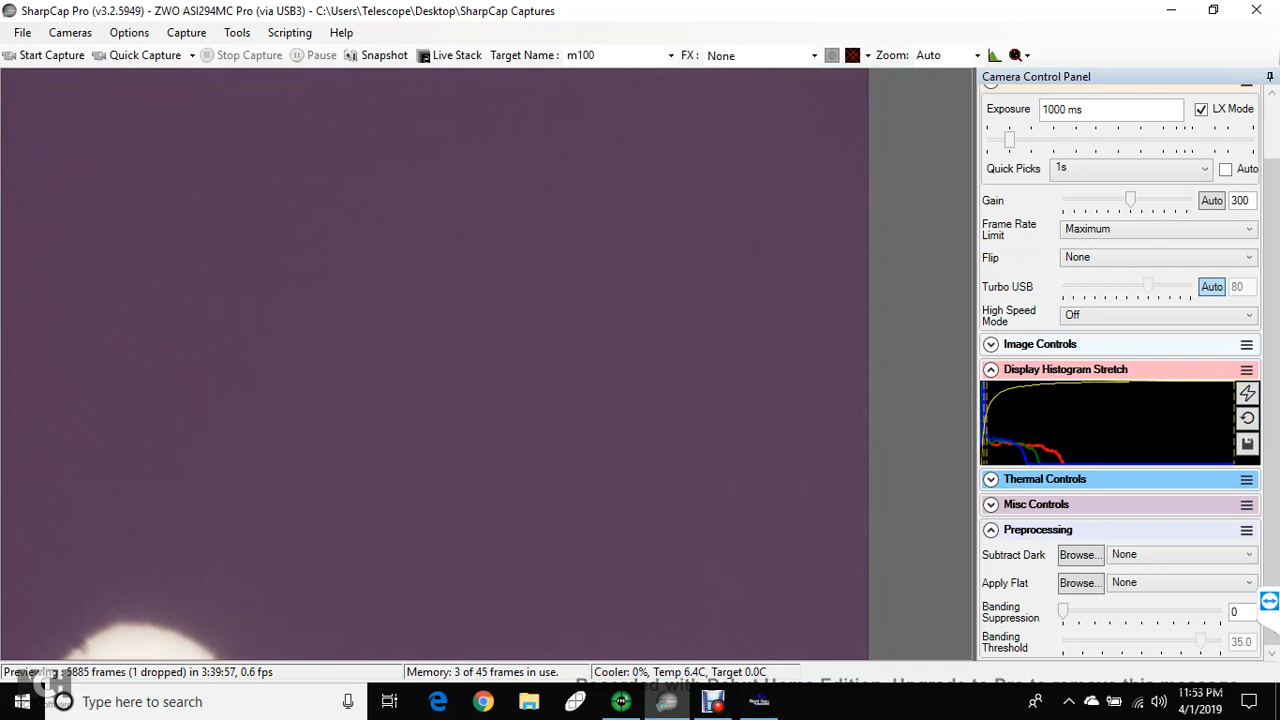 SharpCap Pro (v3.2.5949) - ZWO ASI294MC Pro (via USB3) - C:\Users\Telescope\Desktop\SharpCap Captures
File Cameras Options Capture Tools Scripting Help
Start Capture Quick Capture Stop Capture Pause Snapshot Live Stack Target Name : m100 FX : None Zoom: Auto
Camera Control Panel
Exposure 1000 ms LX Mode
Quick Picks 1s Auto
Gain Auto 300
Frame Rate
Limit Maximum
Flip None
Turbo USB Auto 80
High Speed
Mode Off
Image Controls
Display Histogram Stretch
Thermal Controls
Misc Controls
Preprocessing
Subtract Dark Browse... None
Apply Flat Browse... None
Banding
Suppression 0
Banding
Threshold 35.0
Previewing : 5885 frames (1 dropped) in 3:39:57, 0.6 fps Memory: 3 of 45 frames in use. Cooler: 0%, Temp 6.4C, Target 0.0C
Type here to search
11:53 PM
4/1/2019